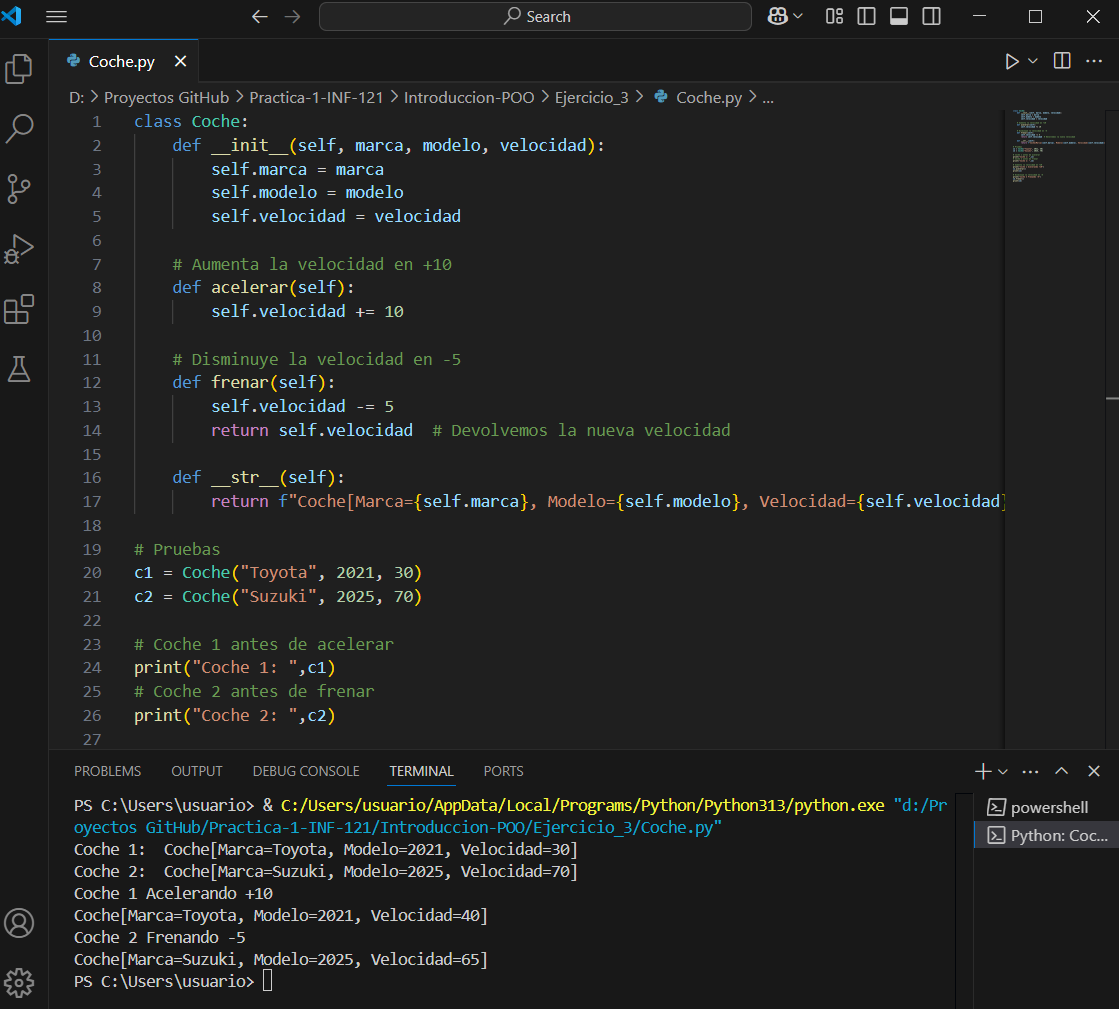 Search
Coche.py
D: > Proyectos GitHub > Practica-1-INF-121 > Introduccion-POO > Ejercicio_3 > Coche.py > ...
1 class Coche:
2     def __init__(self, marca, modelo, velocidad):
3         self.marca = marca
4         self.modelo = modelo
5         self.velocidad = velocidad
6
7     # Aumenta la velocidad en +10
8     def acelerar(self):
9         self.velocidad += 10
10
11     # Disminuye la velocidad en -5
12     def frenar(self):
13         self.velocidad -= 5
14         return self.velocidad  # Devolvemos la nueva velocidad
15
16     def __str__(self):
17         return f"Coche[Marca={self.marca}, Modelo={self.modelo}, Velocidad={self.velocidad}
18
19 # Pruebas
20 c1 = Coche("Toyota", 2021, 30)
21 c2 = Coche("Suzuki", 2025, 70)
22
23 # Coche 1 antes de acelerar
24 print("Coche 1: ",c1)
25 # Coche 2 antes de frenar
26 print("Coche 2: ",c2)
27
PROBLEMS OUTPUT DEBUG CONSOLE TERMINAL PORTS
PS C:\Users\usuario> & C:/Users/usuario/AppData/Local/Programs/Python/Python313/python.exe "d:/Pr
oyectos GitHub/Practica-1-INF-121/Introduccion-POO/Ejercicio_3/Coche.py"
Coche 1:  Coche[Marca=Toyota, Modelo=2021, Velocidad=30]
Coche 2:  Coche[Marca=Suzuki, Modelo=2025, Velocidad=70]
Coche 1 Acelerando +10
Coche[Marca=Toyota, Modelo=2021, Velocidad=40]
Coche 2 Frenando -5
Coche[Marca=Suzuki, Modelo=2025, Velocidad=65]
PS C:\Users\usuario>
powershell
Python: Coc...